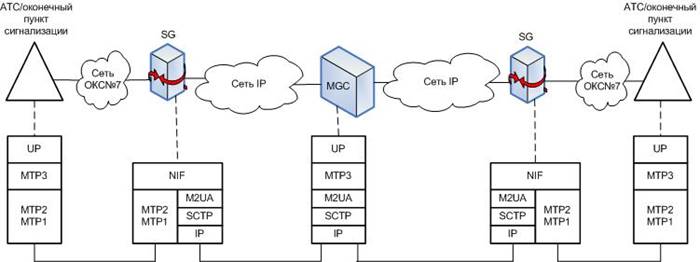 АТС/оконечный
пункт
сигнализации
SG
SG
АТС/оконечный
пункт
сигнализации
Сеть
ОКС№7
Сеть IP
MGC
Сеть IP
Сеть
ОКС№7
UP
MTP3
MTP2
MTP1
NIF
MTP2
MTP1
M2UA
SCTP
IP
UP
MTP3
M2UA
SCTP
IP
NIF
M2UA
SCTP
IP
MTP2
MTP1
UP
MTP3
MTP2
MTP1